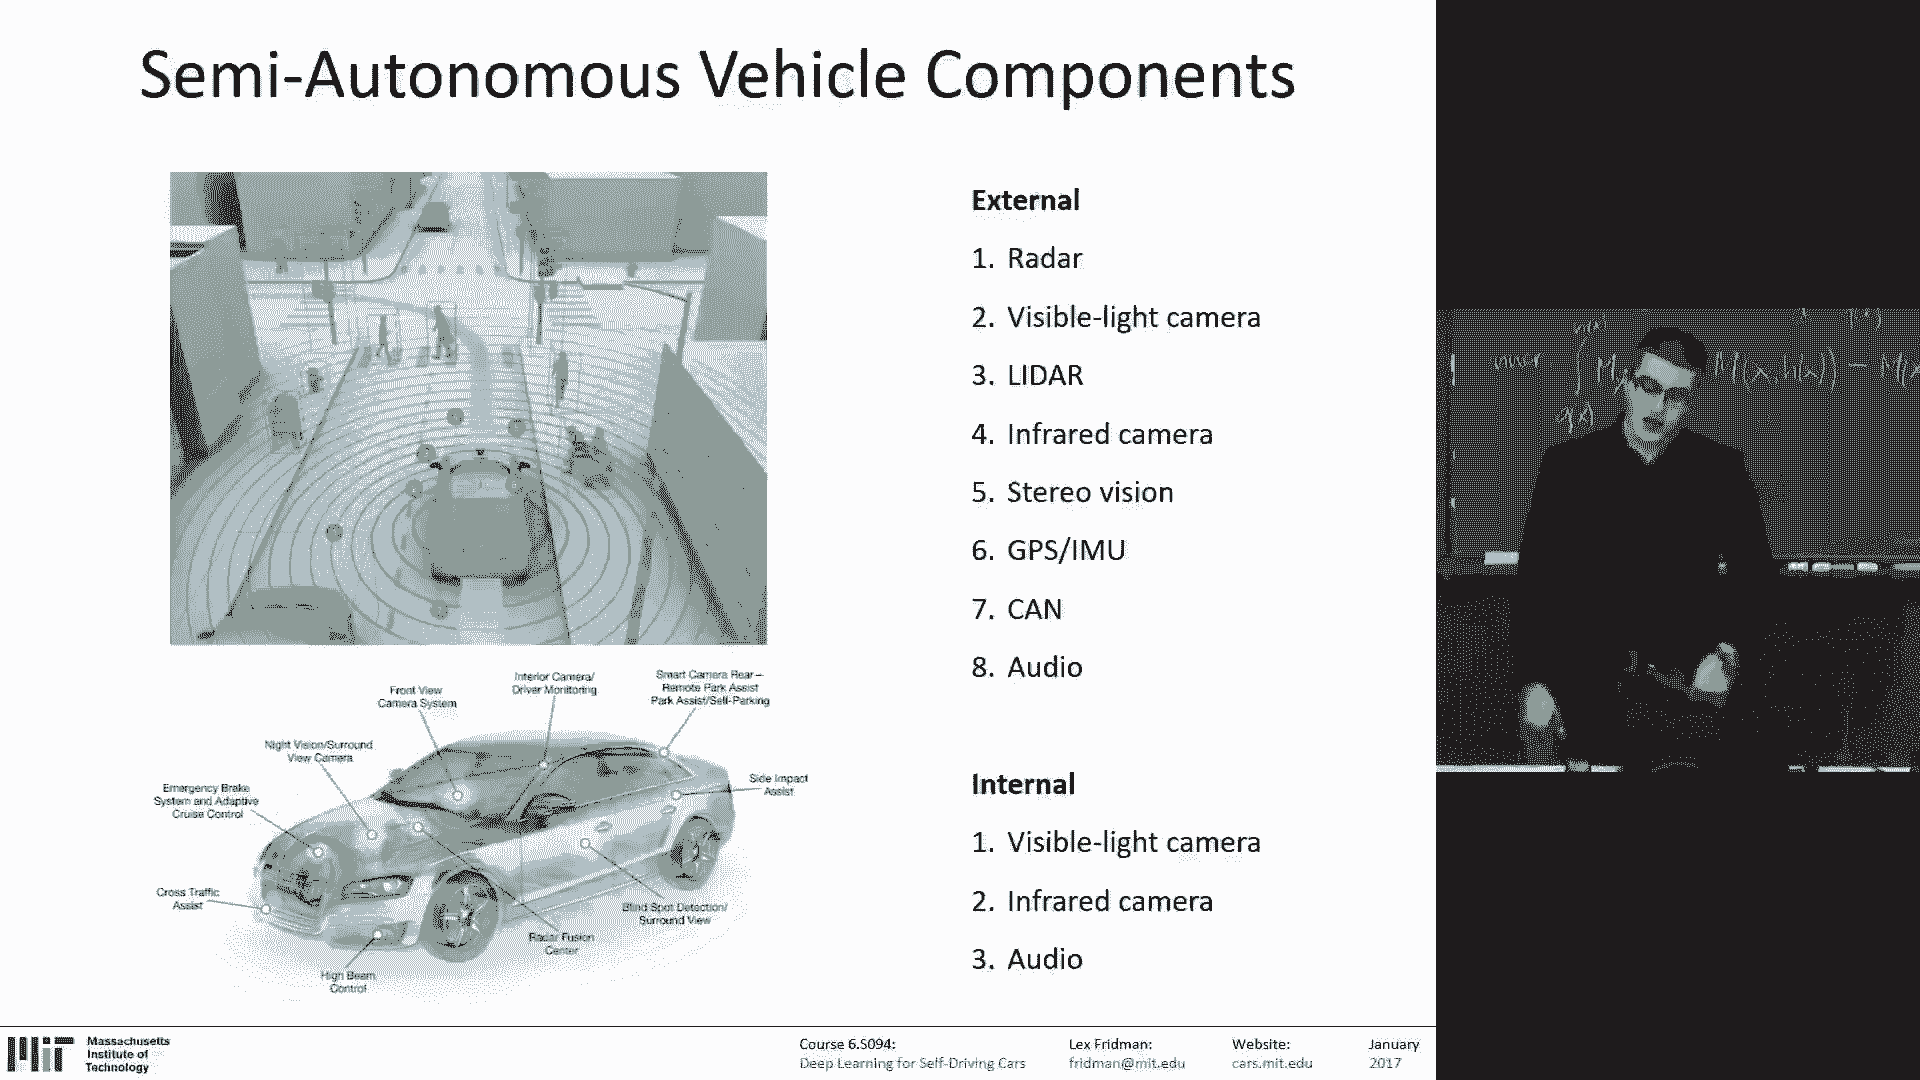 Semi-Autonomous Vehicle Components
External
1. Radar
2. Visible-light camera
3. LIDAR
4. Infrared camera
5. Stereo vision
6. GPS/IMU
7. CAN
8. Audio
Internal
1. Visible-light camera
2. Infrared camera
3. Audio
Front View
Camera System
Interior Camera/
Driver Monitoring
Smart Camera Rear–
Remote Park Assist
Park Assist/Self-Parking
Night Vision/Surround
View Camera
Emergency Brake
System and Adaptive
Cruise Control
Side Impact
Assist
Cross Traffic
Assist
Blind Spot Detection/
Surround View
Radar Fusion
Center
High Beam
Control
Massachusetts
Institute of
Technology
Course 6.S094:
Deep Learning for Self-Driving Cars
Lex Fridman:
fridman@mit.edu
Website:
cars.mit.edu
January
2017